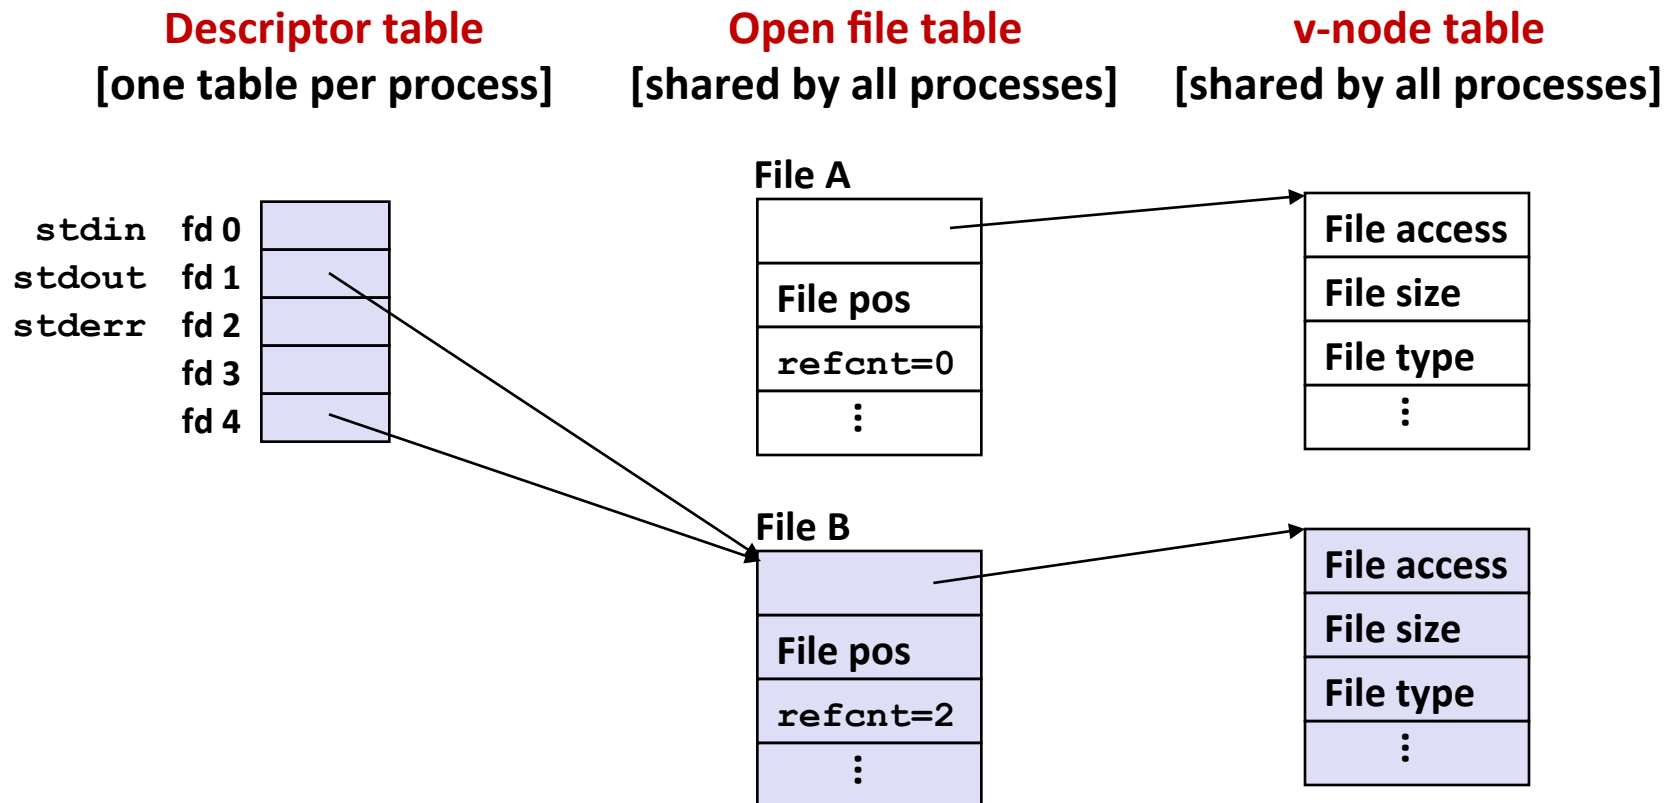 Descriptor table
[one table per process]
Open file table
[shared by all processes]
v-node table
[shared by all processes]
stdin fd 0
stdout fd 1
stderr fd 2
fd 3
fd 4
File A
File pos
refcnt=0
⋮
File access
File size
File type
⋮
File B
File pos
refcnt=2
⋮
File access
File size
File type
⋮